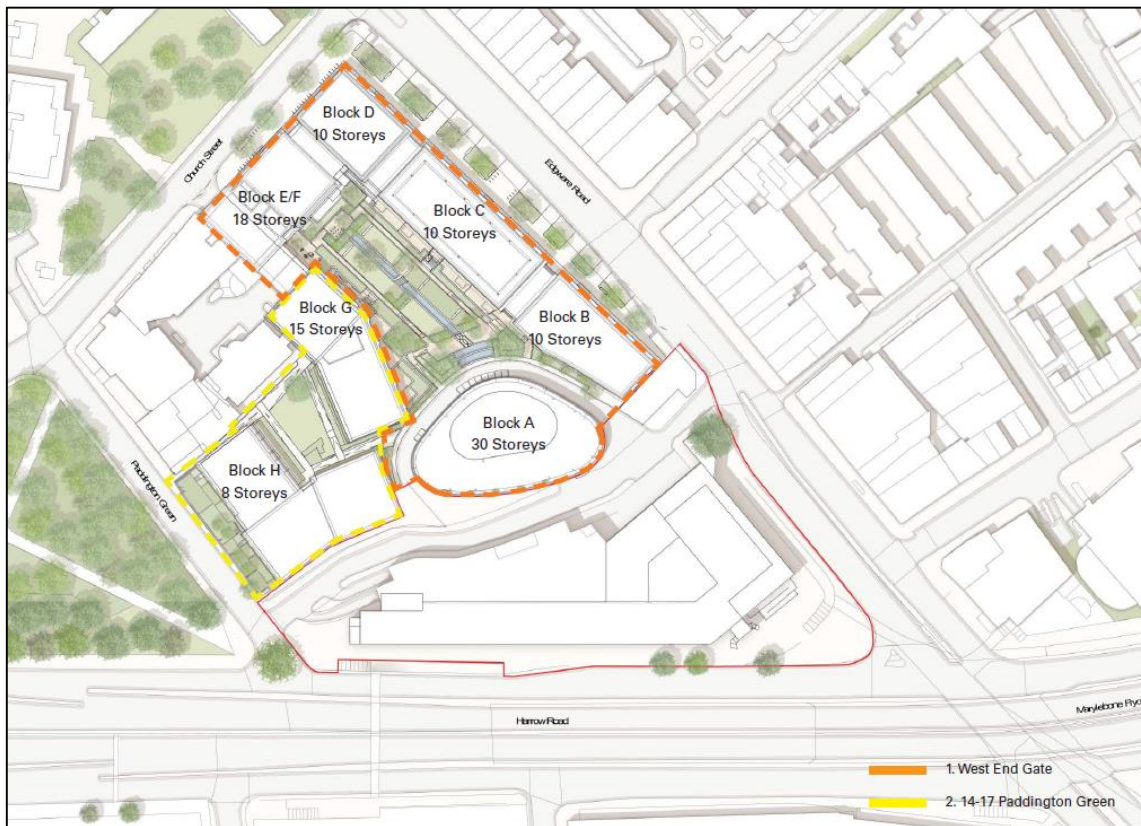 Block D
10 Storeys
Church Street
Edgware Road
Block E/F
18 Storeys
Block C
10 Storeys
Block G
15 Storeys
Block B
10 Storeys
Block A
30 Storeys
Block H
8 Storeys
Paddington Green
Harrow Road
Marylebone Flyo
1. West End Gate
2. 14-17 Paddington Green